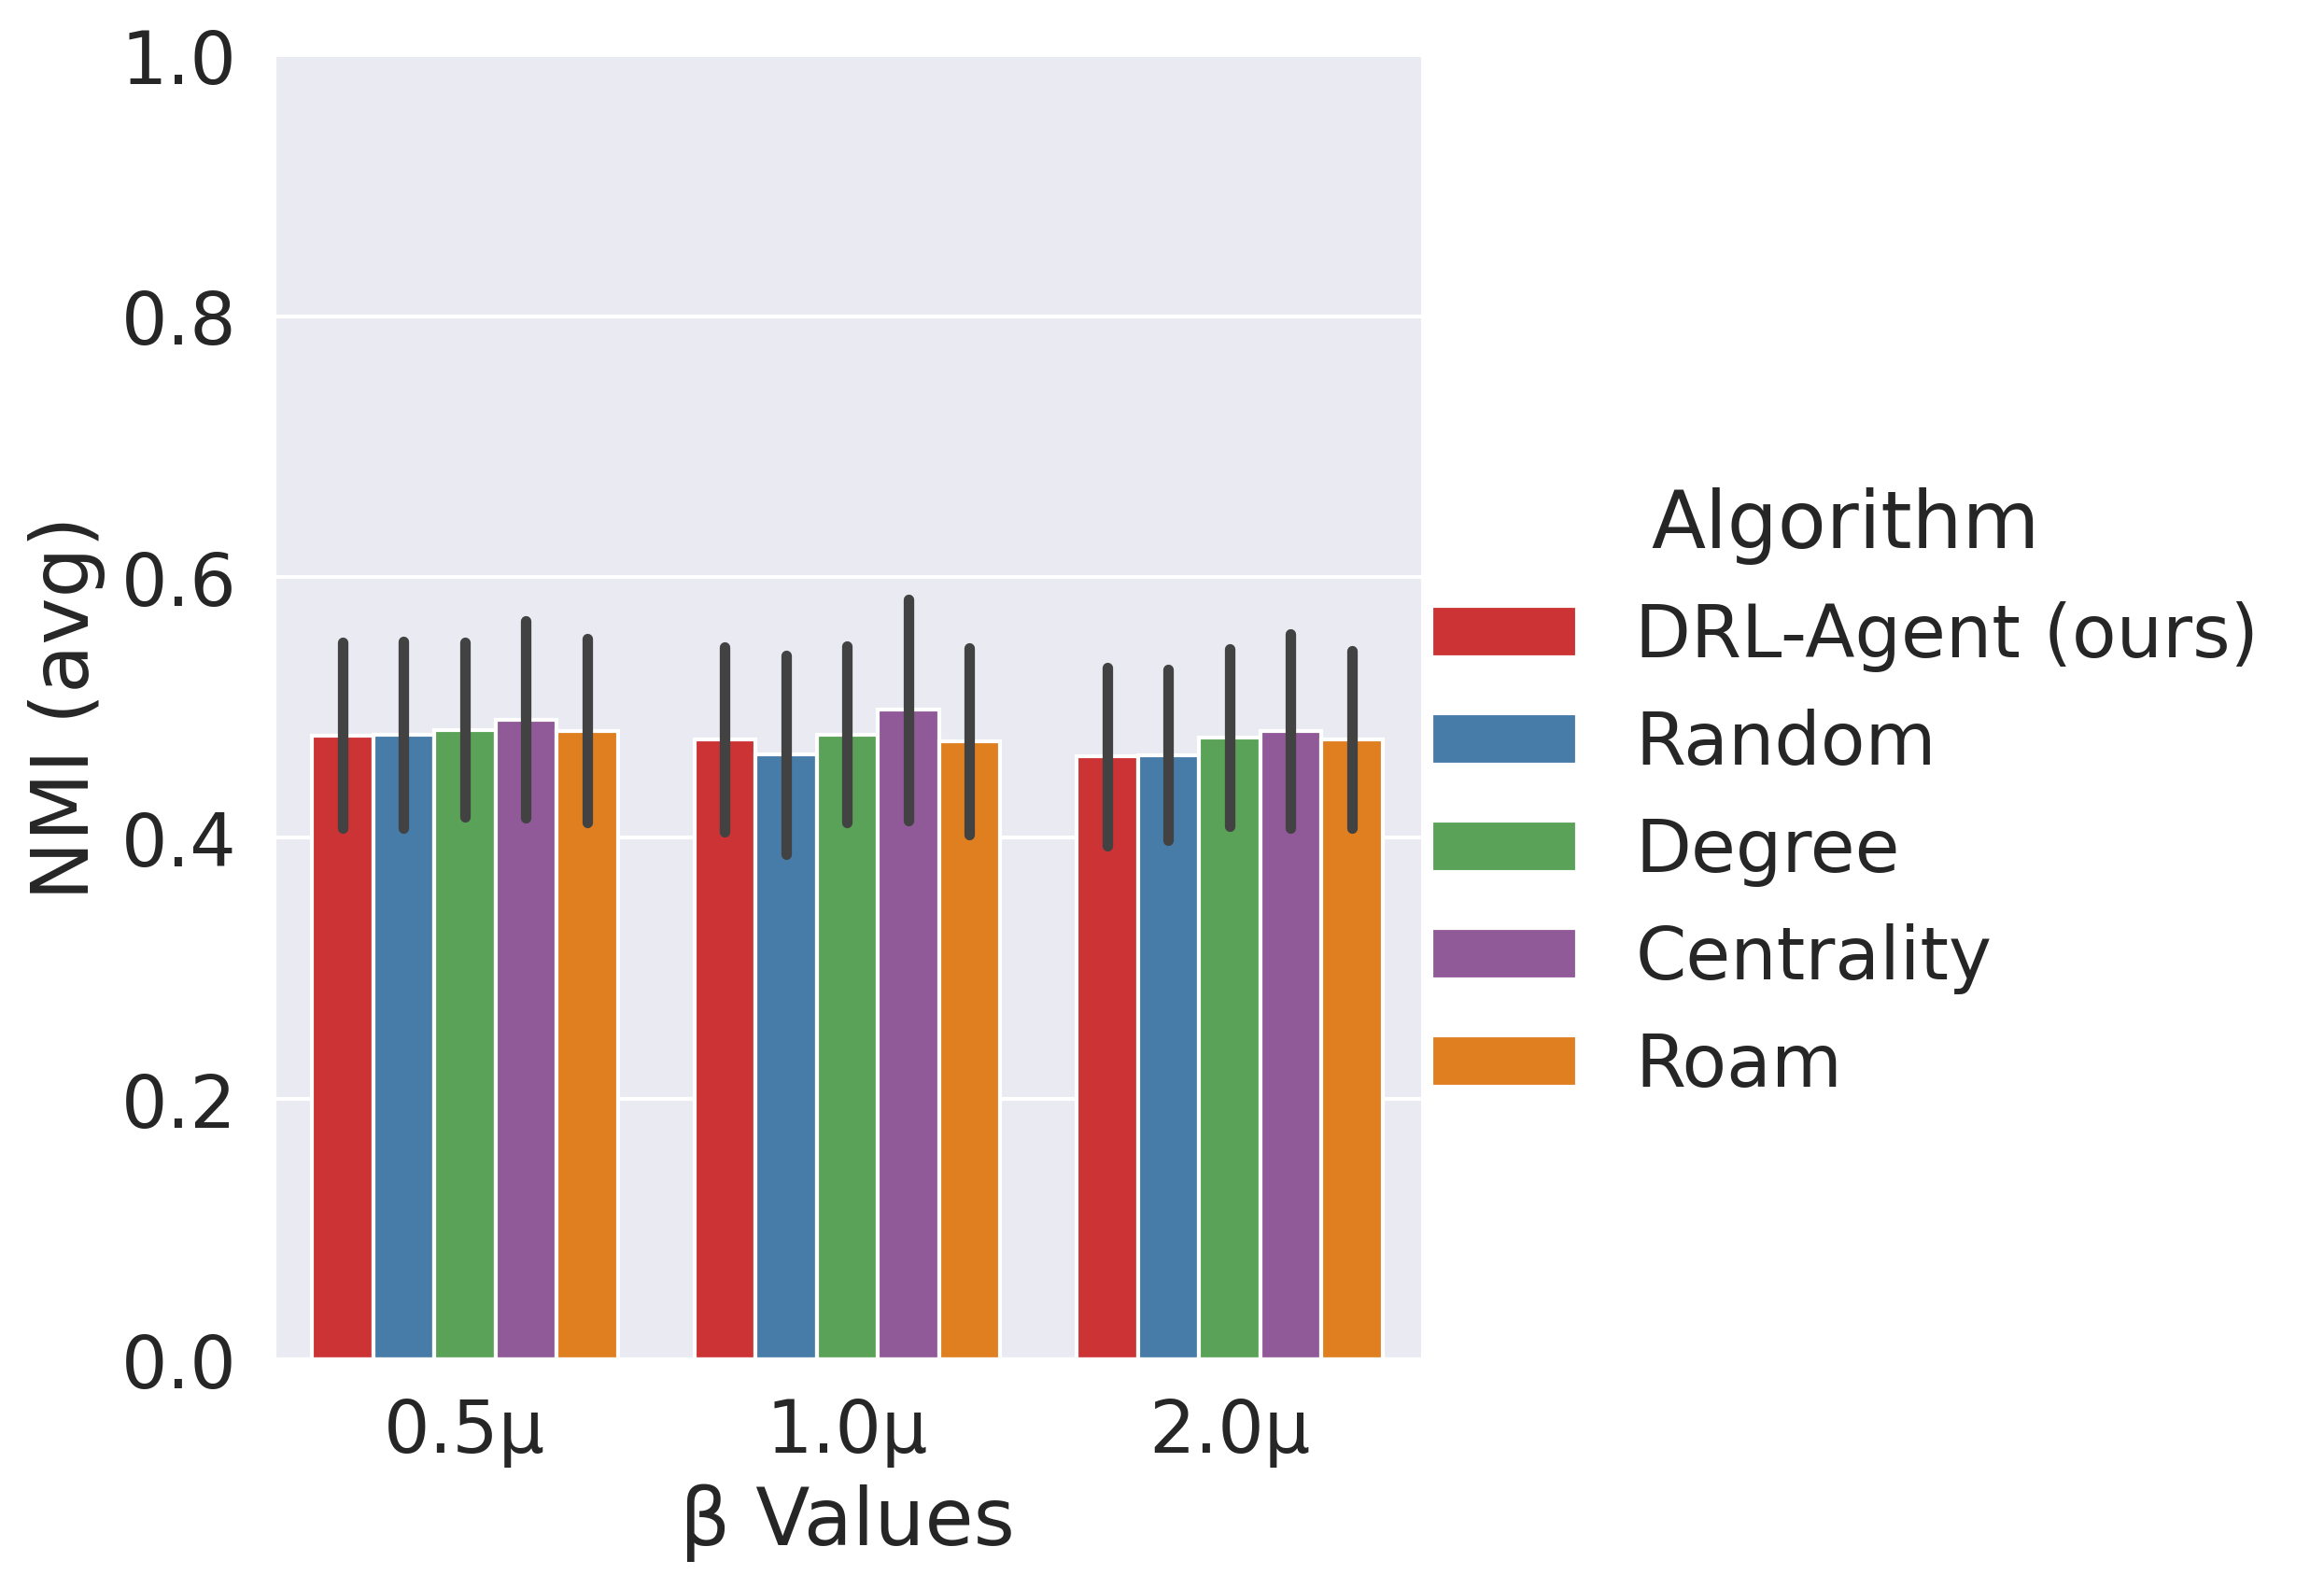 1.0
0.8
0.6
0.4
0.2
0.0
NMI (avg)
0.5μ 1.0μ 2.0μ
β Values
Algorithm
DRL-Agent (ours)
Random
Degree
Centrality
Roam